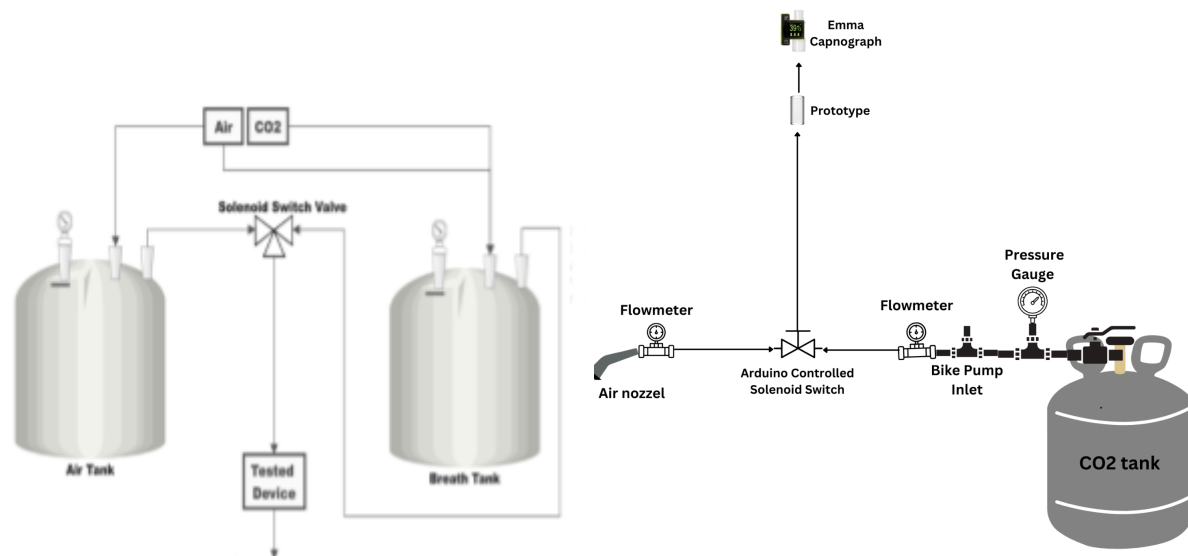 Air
CO2
Solenoid Switch Valve
Air Tank
Breath Tank
Tested
Device
Emma
Capnograph
39%
Prototype
Pressure
Gauge
Flowmeter
Flowmeter
Air nozzel
Arduino Controlled
Solenoid Switch
Bike Pump
Inlet
CO2 tank